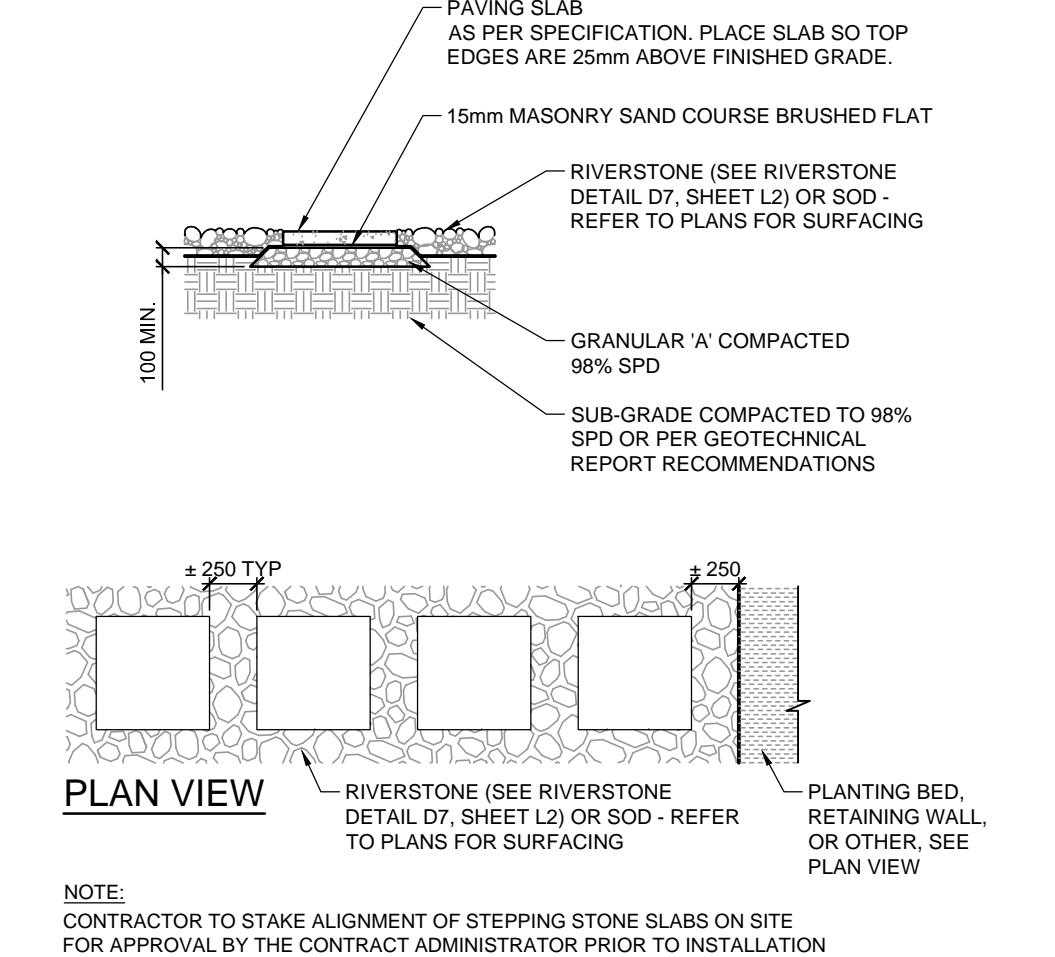 PAVING SLAB
AS PER SPECIFICATION. PLACE SLAB SO TOP
EDGES ARE 25mm ABOVE FINISHED GRADE.
15mm MASONRY SAND COURSE BRUSHED FLAT
RIVERSTONE (SEE RIVERSTONE
DETAIL D7, SHEET L2) OR SOD -
REFER TO PLANS FOR SURFACING
100 MIN.
GRANULAR 'A' COMPACTED
98% SPD
SUB-GRADE COMPACTED TO 98%
SPD OR PER GEOTECHNICAL
REPORT RECOMMENDATIONS
± 250 TYP
± 250
PLAN VIEW
RIVERSTONE (SEE RIVERSTONE
DETAIL D7, SHEET L2) OR SOD - REFER
TO PLANS FOR SURFACING
PLANTING BED,
RETAINING WALL,
OR OTHER, SEE
PLAN VIEW
NOTE:
CONTRACTOR TO STAKE ALIGNMENT OF STEPPING STONE SLABS ON SITE
FOR APPROVAL BY THE CONTRACT ADMINISTRATOR PRIOR TO INSTALLATION